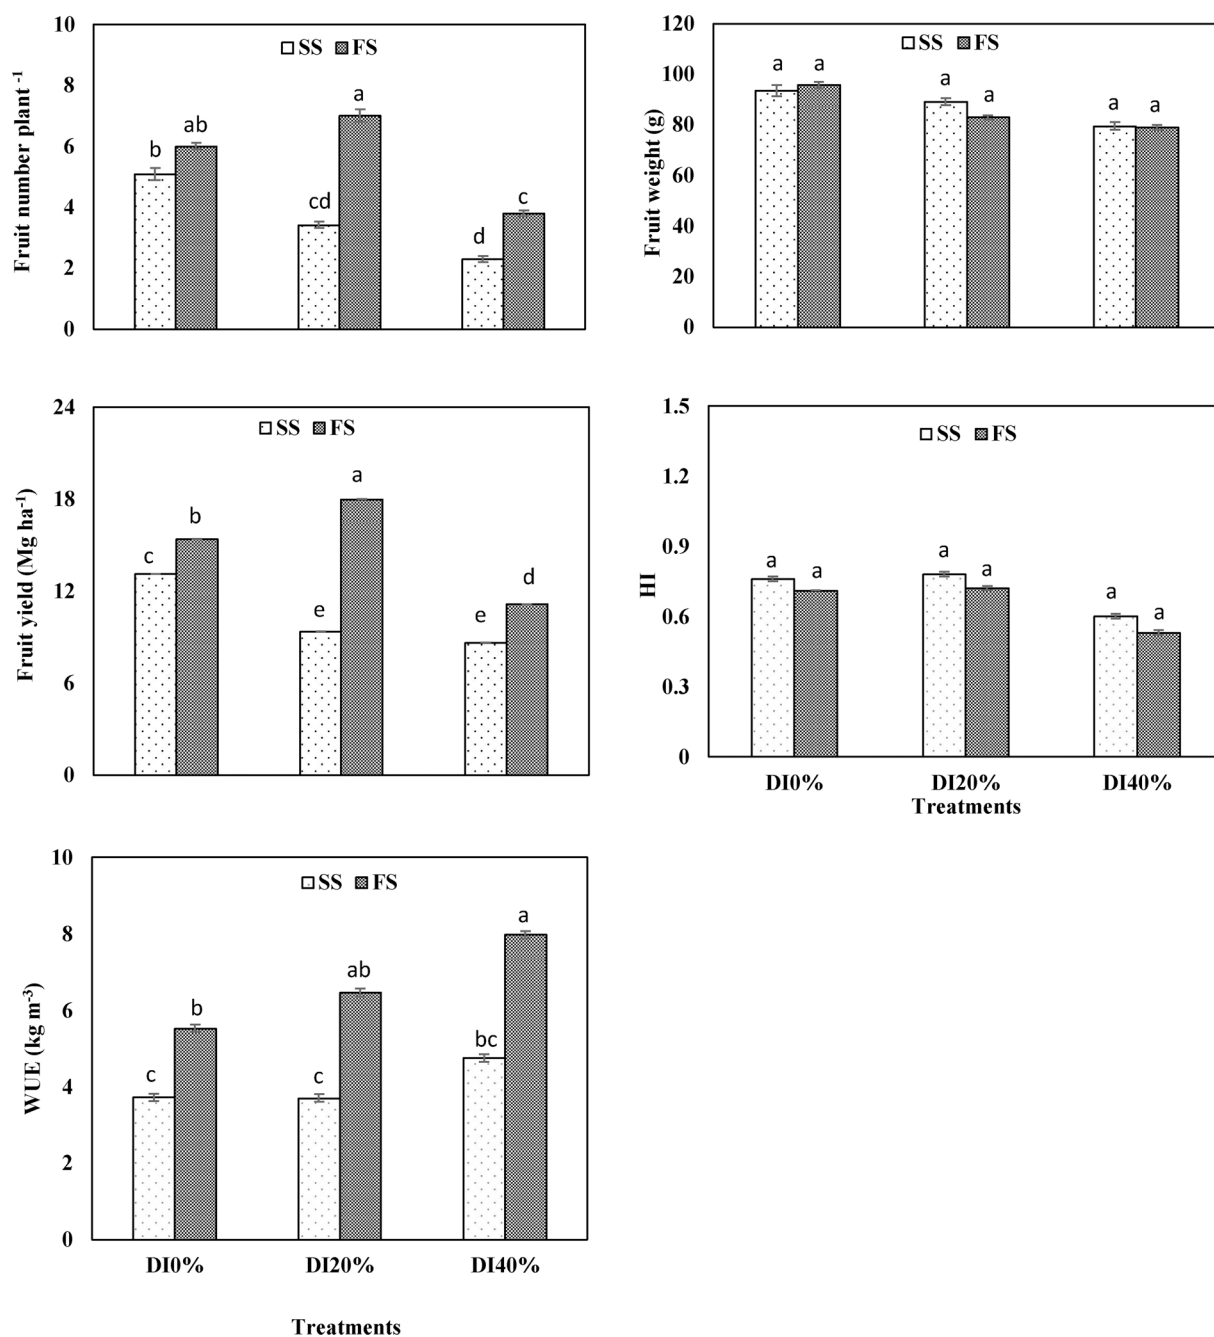 10
8
6
4
2
0
Fruit number plant -1
SS FS
b ab cd a d c
120
100
80
60
40
20
0
Fruit weight (g)
SS FS
a a a a a a
24
18
12
6
0
Fruit yield (Mg ha-1)
SS FS
c b e a e d
1.5
1.2
0.9
0.6
0.3
0
HI
SS FS
a a a a a a
DI0% DI20% DI40%
Treatments
10
8
6
4
2
0
WUE (kg m-3)
SS FS
c b c ab bc a
DI0% DI20% DI40%
Treatments